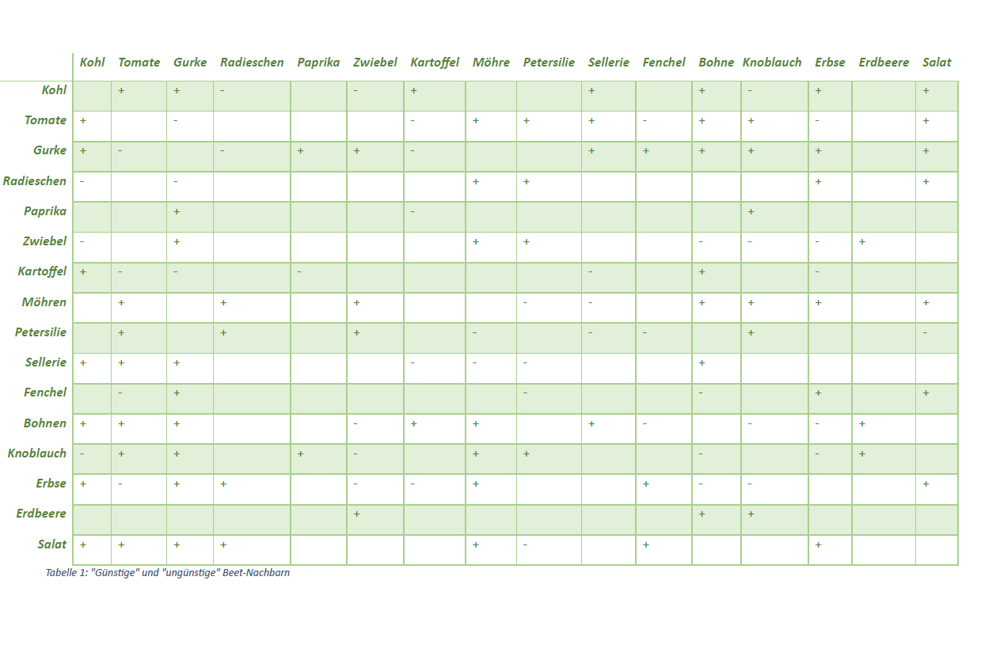 Kohl Tomate Gurke Radieschen Paprika Zwiebel Kartoffel Möhre Petersilie Sellerie Fenchel Bohne Knoblauch Erbse Erdbeere Salat
Kohl + + - - + + + - + +
Tomate + - - + + + - + + - +
Gurke + - - + + - + + + + + +
Radieschen - - + + + +
Paprika + - +
Zwiebel - + + + - - - +
Kartoffel + - - - - + -
Möhren + + + - - + + + +
Petersilie + + + - - - + -
Sellerie + + + - - - +
Fenchel - + - - + +
Bohnen + + + - + + + - - - +
Knoblauch - + + + - + + - - +
Erbse + - + + - - + + - - +
Erdbeere + + +
Salat + + + + + - + +
Tabelle 1: "Günstige" und "ungünstige" Beet-Nachbarn